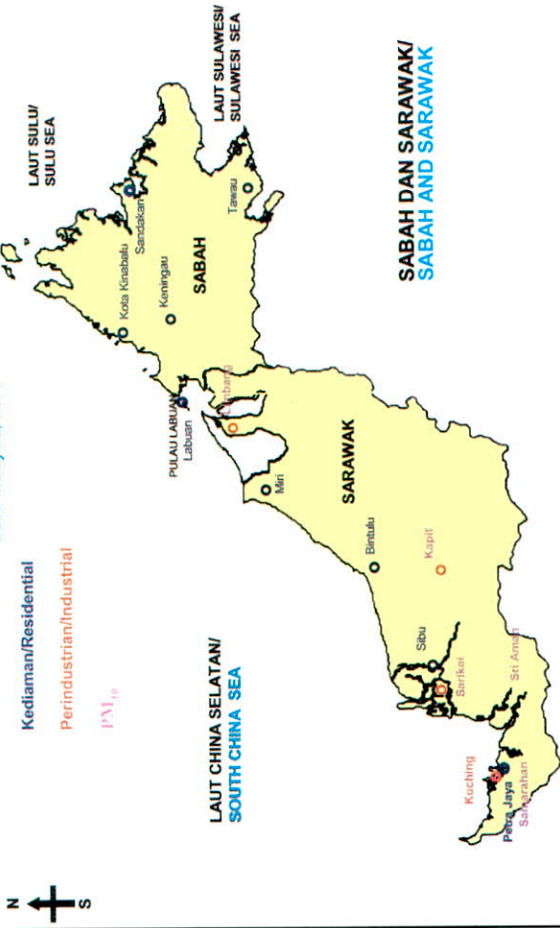 N
S
Kediaman/Residential
Perindustrian/Industrial
PM10
LAUT CHINA SELATAN/
SOUTH CHINA SEA
LAUT SULU/
SULU SEA
LAUT SULAWESI/
SULAWESI SEA
SABAH DAN SARAWAK/
SABAH AND SARAWAK
Kota Kinabalu
Sandakan
Keningau
SABAH
Tawau
PULAU LABUAN
Labuan
Limbang
Miri
SARAWAK
Bintulu
Kapit
Sibu
Sarikei
Sri Aman
Kuching
Petra Jaya
Samarahan